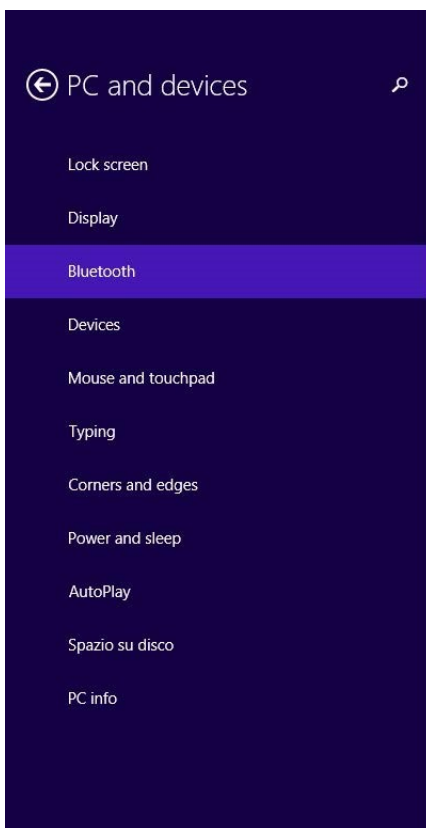 PC and devices
Lock screen
Display
Bluetooth
Devices
Mouse and touchpad
Typing
Corners and edges
Power and sleep
AutoPlay
Spazio su disco
PC info